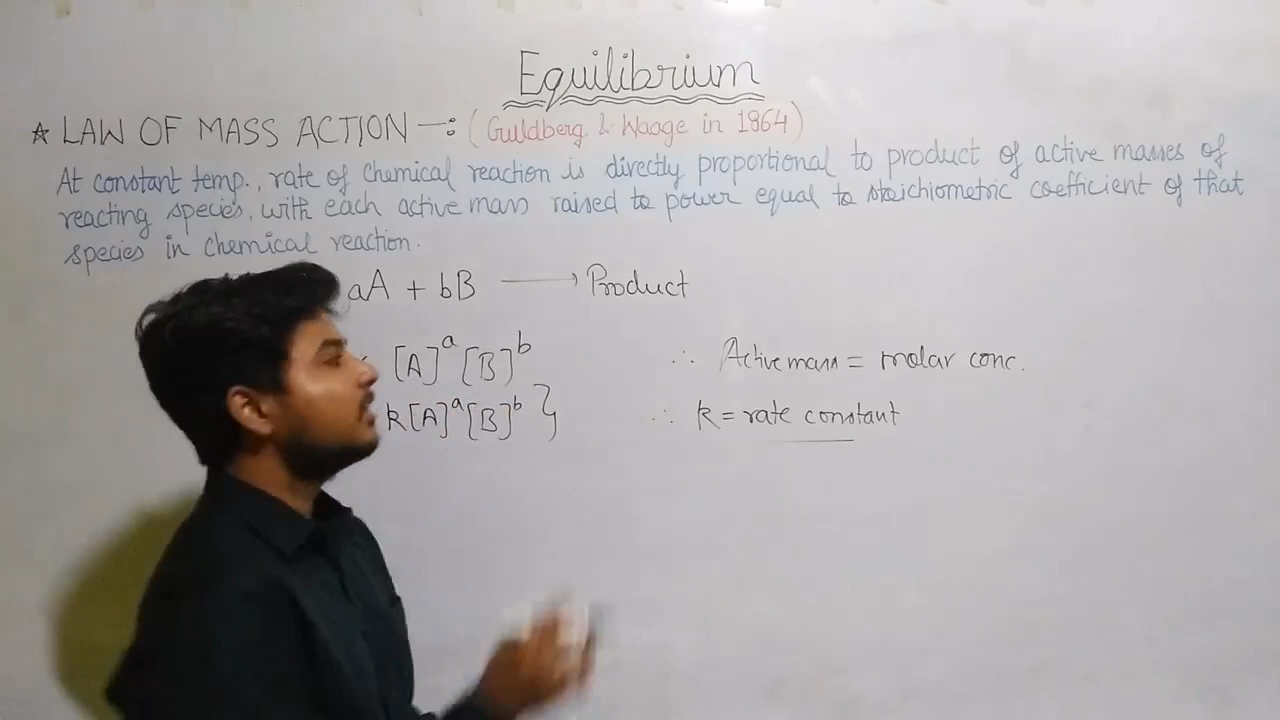 Equilibrium
☆ LAW OF MASS ACTION —: (Guldberg & Waage in 1864)
At constant temp., rate of chemical reaction is directly proportional to product of active masses of
reacting species, with each active mass raised to power equal to stoichiometric coefficient of that
species in chemical reaction.
aA + bB ⟶ Product
[A]^a [B]^b ∴ Active mass = molar conc.
k[A]^a [B]^b } ∴ k = rate constant